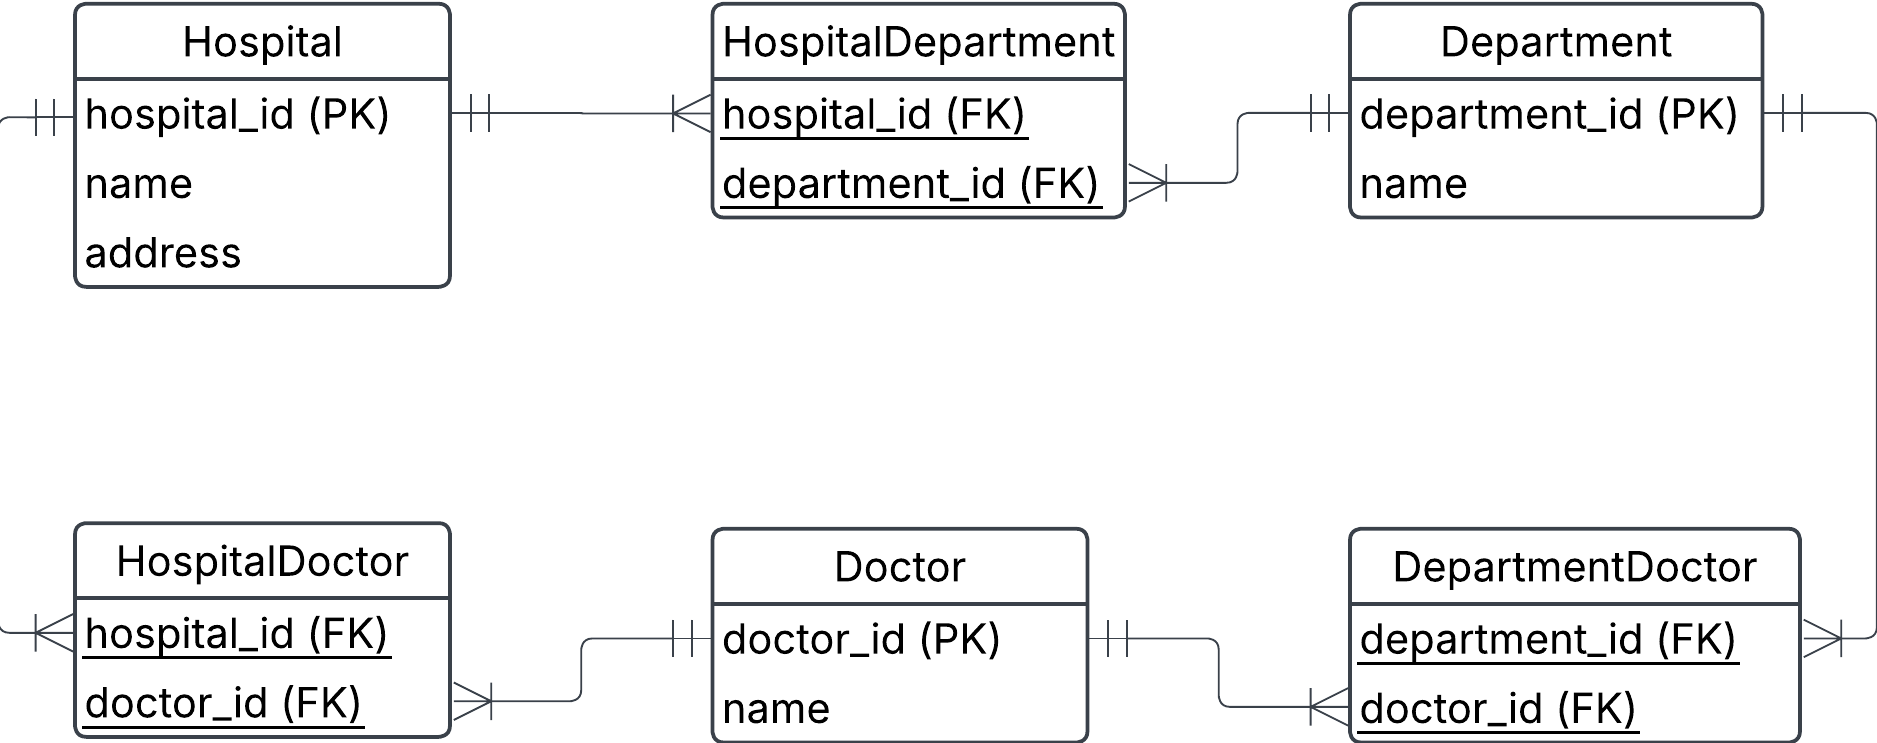 Hospital
hospital_id (PK)
name
address
HospitalDepartment
hospital_id (FK)
department_id (FK)
Department
department_id (PK)
name
HospitalDoctor
hospital_id (FK)
doctor_id (FK)
Doctor
doctor_id (PK)
name
DepartmentDoctor
department_id (FK)
doctor_id (FK)